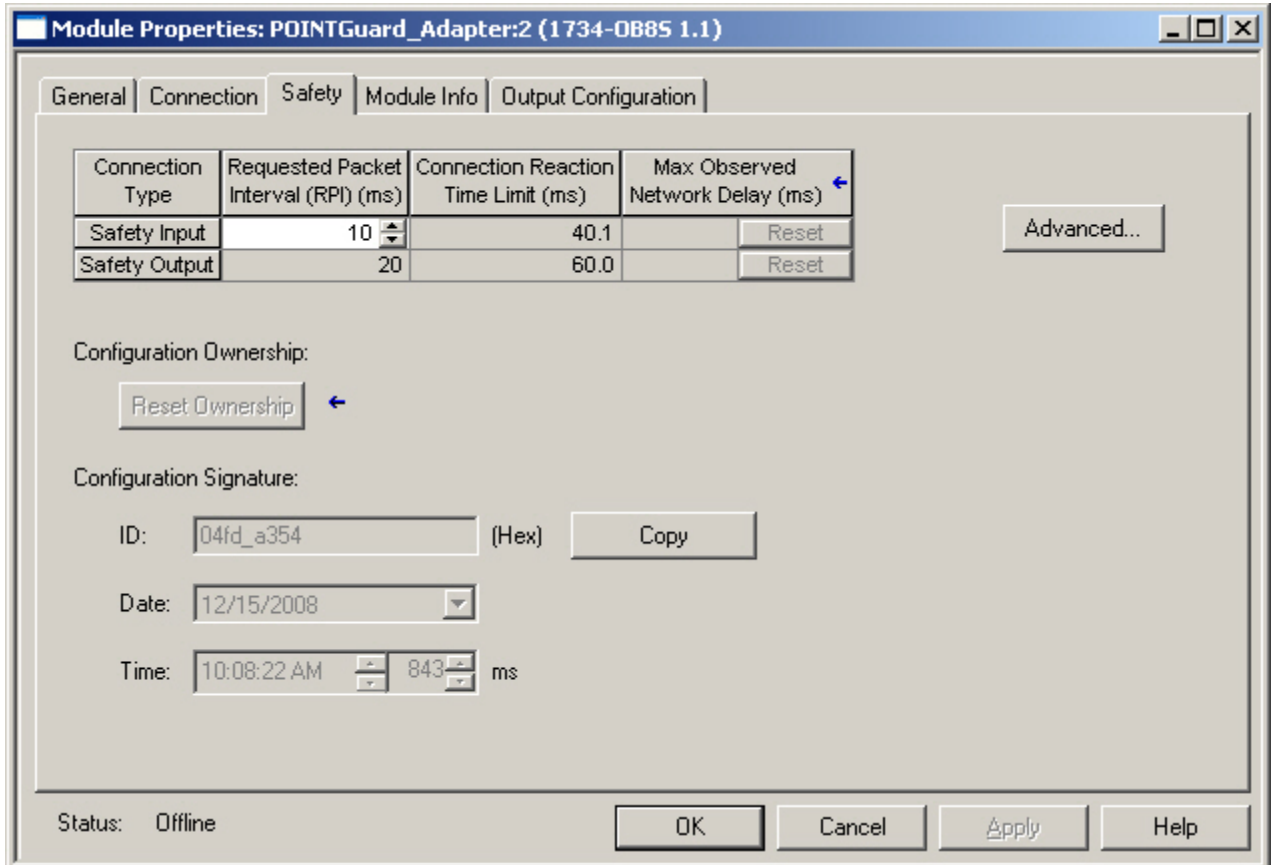 Module Properties: POINTGuard_Adapter:2 (1734-OB8S 1.1)
General Connection Safety Module Info Output Configuration
Connection Type Requested Packet Interval (RPI) (ms) Connection Reaction Time Limit (ms) Max Observed Network Delay (ms)
Safety Input 10 40.1 Reset
Safety Output 20 60.0 Reset
Advanced...
Configuration Ownership:
Reset Ownership
Configuration Signature:
ID: 04fd_a354 (Hex) Copy
Date: 12/15/2008
Time: 10:08:22 AM 843 ms
Status: Offline OK Cancel Apply Help